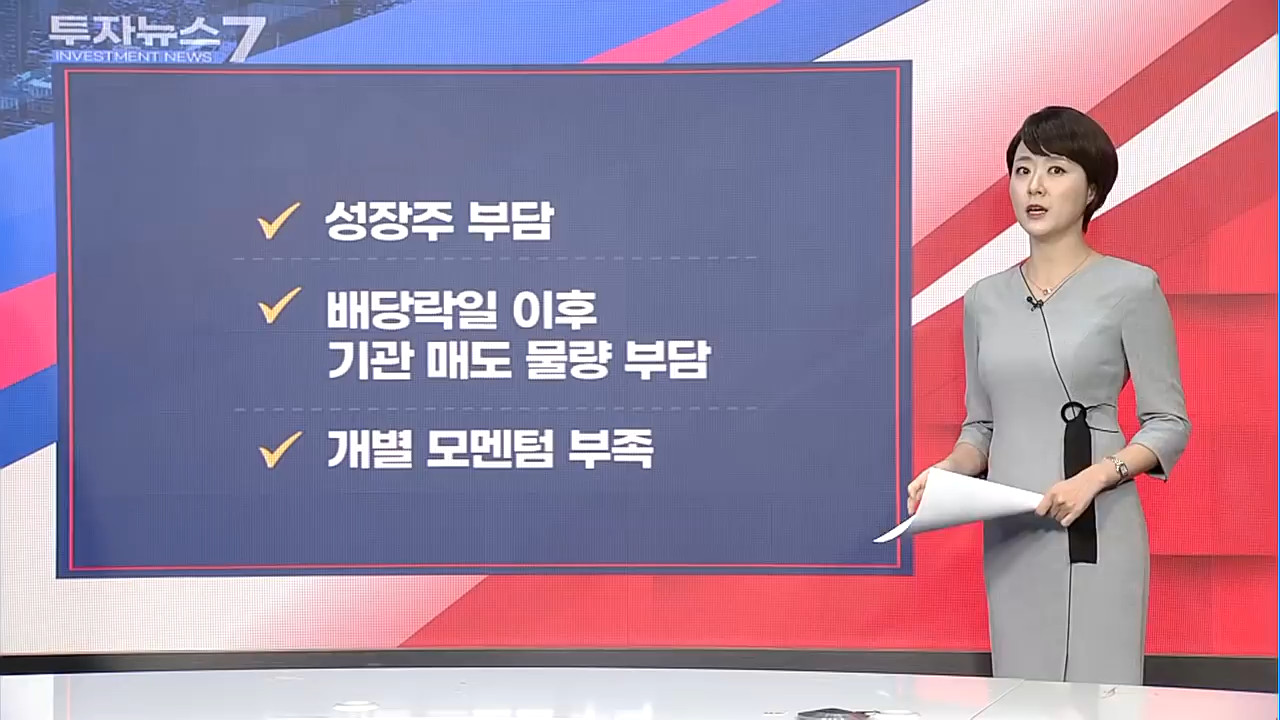 투자뉴스7
INVESTMENT NEWS
성장주 부담
배당락일 이후
기관 매도 물량 부담
개별 모멘텀 부족